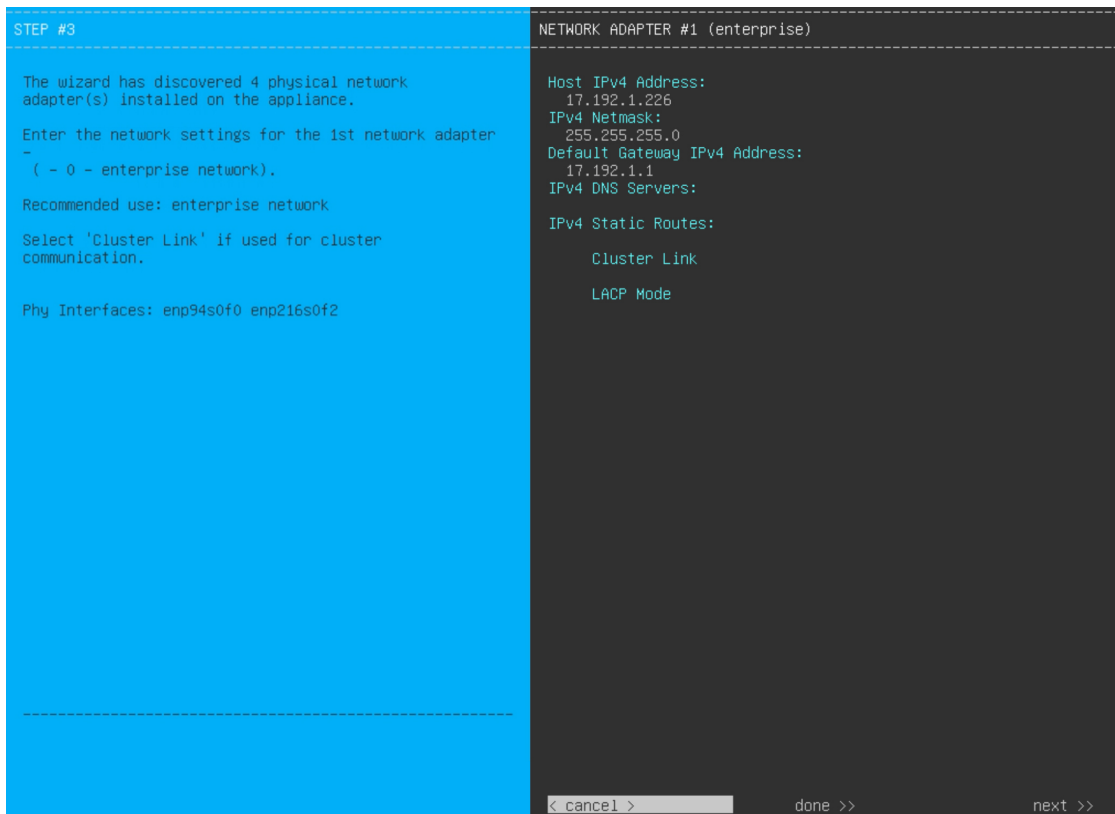 STEP #3
The wizard has discovered 4 physical network
adapter(s) installed on the appliance.
Enter the network settings for the 1st network adapter
-
( - 0 - enterprise network).
Recommended use: enterprise network
Select 'Cluster Link' if used for cluster
communication.
Phy Interfaces: enp94s0f0 enp216s0f2
NETWORK ADAPTER #1 (enterprise)
Host IPv4 Address:
17.192.1.226
IPv4 Netmask:
255.255.255.0
Default Gateway IPv4 Address:
17.192.1.1
IPv4 DNS Servers:
IPv4 Static Routes:
Cluster Link
LACP Mode
< cancel > done >> next >>